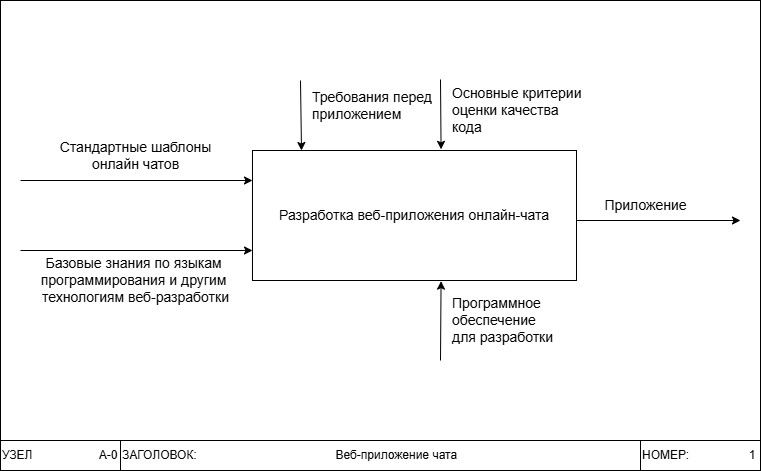 Требования перед
приложением
Основные критерии
оценки качества
кода
Стандартные шаблоны
онлайн чатов
Разработка веб-приложения онлайн-чата
Приложение
Базовые знания по языкам
программирования и другим
технологиям веб-разработки
Программное
обеспечение
для разработки
УЗЕЛ A-0 ЗАГОЛОВОК: Веб-приложение чата НОМЕР: 1